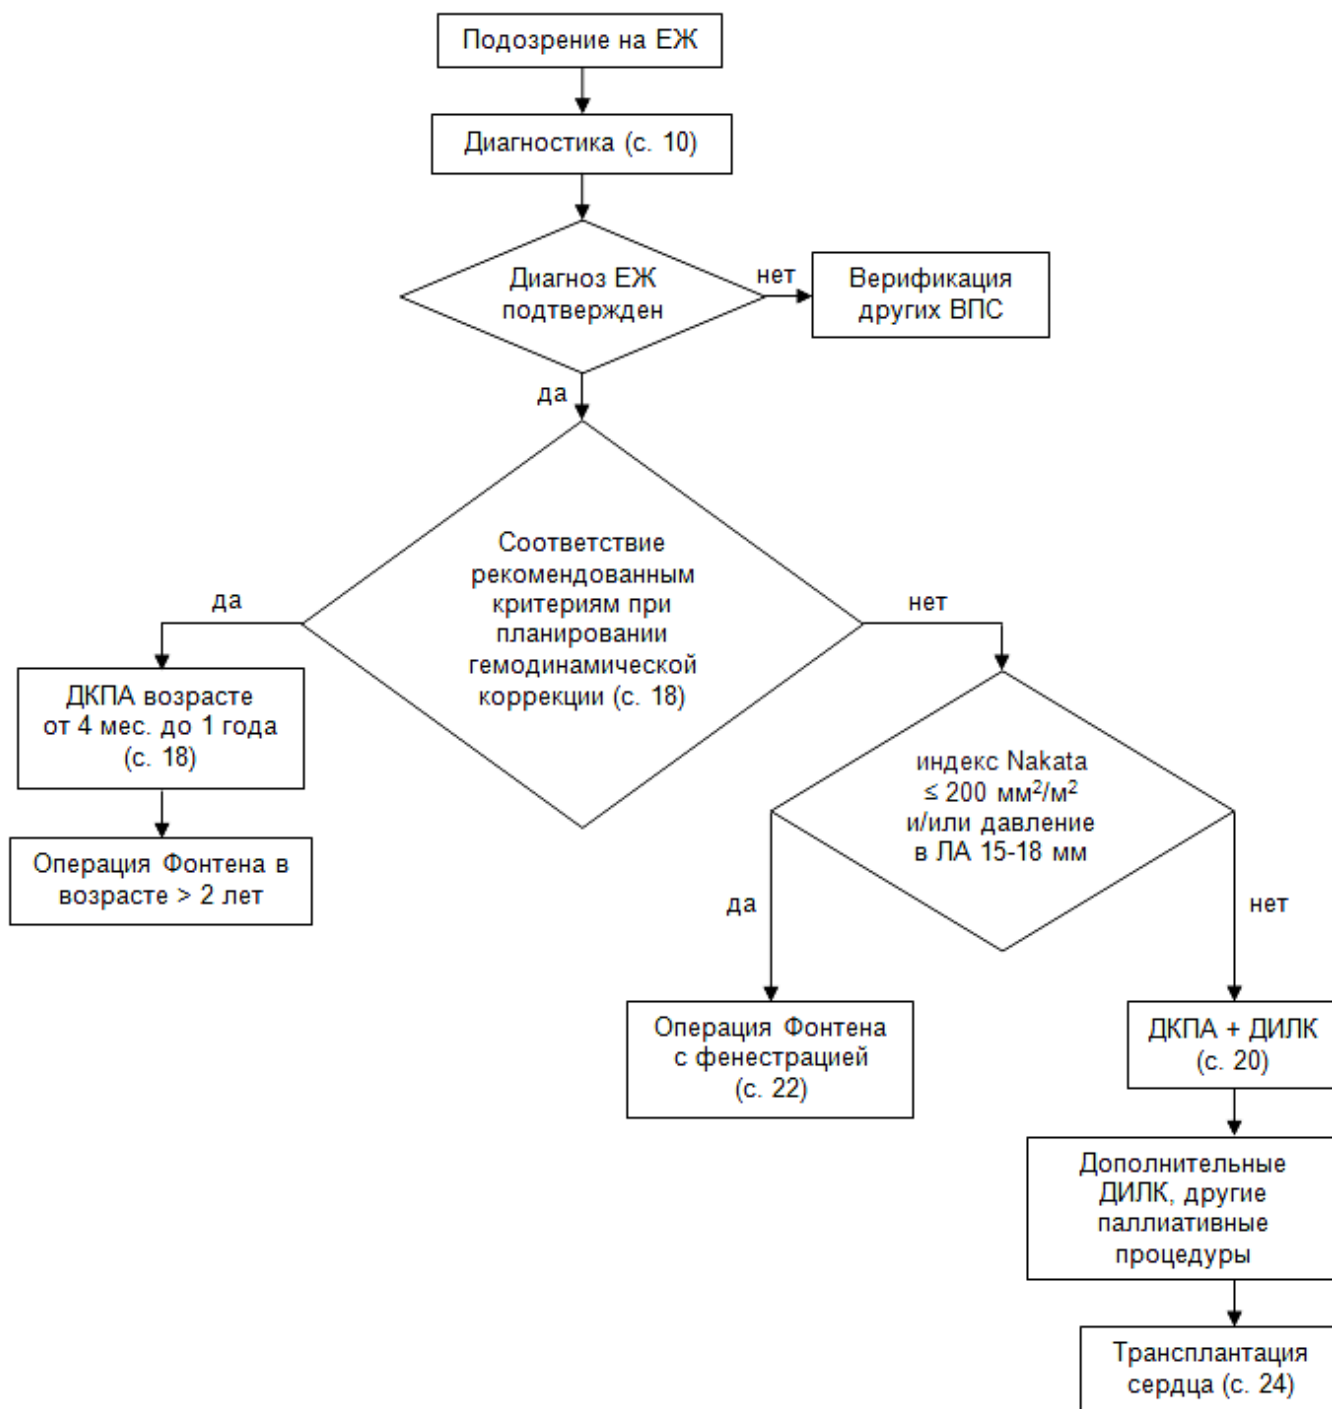 Подозрение на ЕЖ
Диагностика (с. 10)
Диагноз ЕЖ
подтвержден
нет
Верификация
других ВПС
да
Соответствие
рекомендованным
критериям при
планировании
гемодинамической
коррекции (с. 18)
да
нет
ДКПА возрасте
от 4 мес. до 1 года
(с. 18)
Операция Фонтена в
возрасте > 2 лет
индекс Nakata
≤ 200 мм²/м²
и/или давление
в ЛА 15-18 мм
да
нет
Операция Фонтена
с фенестрацией
(с. 22)
ДКПА + ДИЛК
(с. 20)
Дополнительные
ДИЛК, другие
паллиативные
процедуры
Трансплантация
сердца (с. 24)